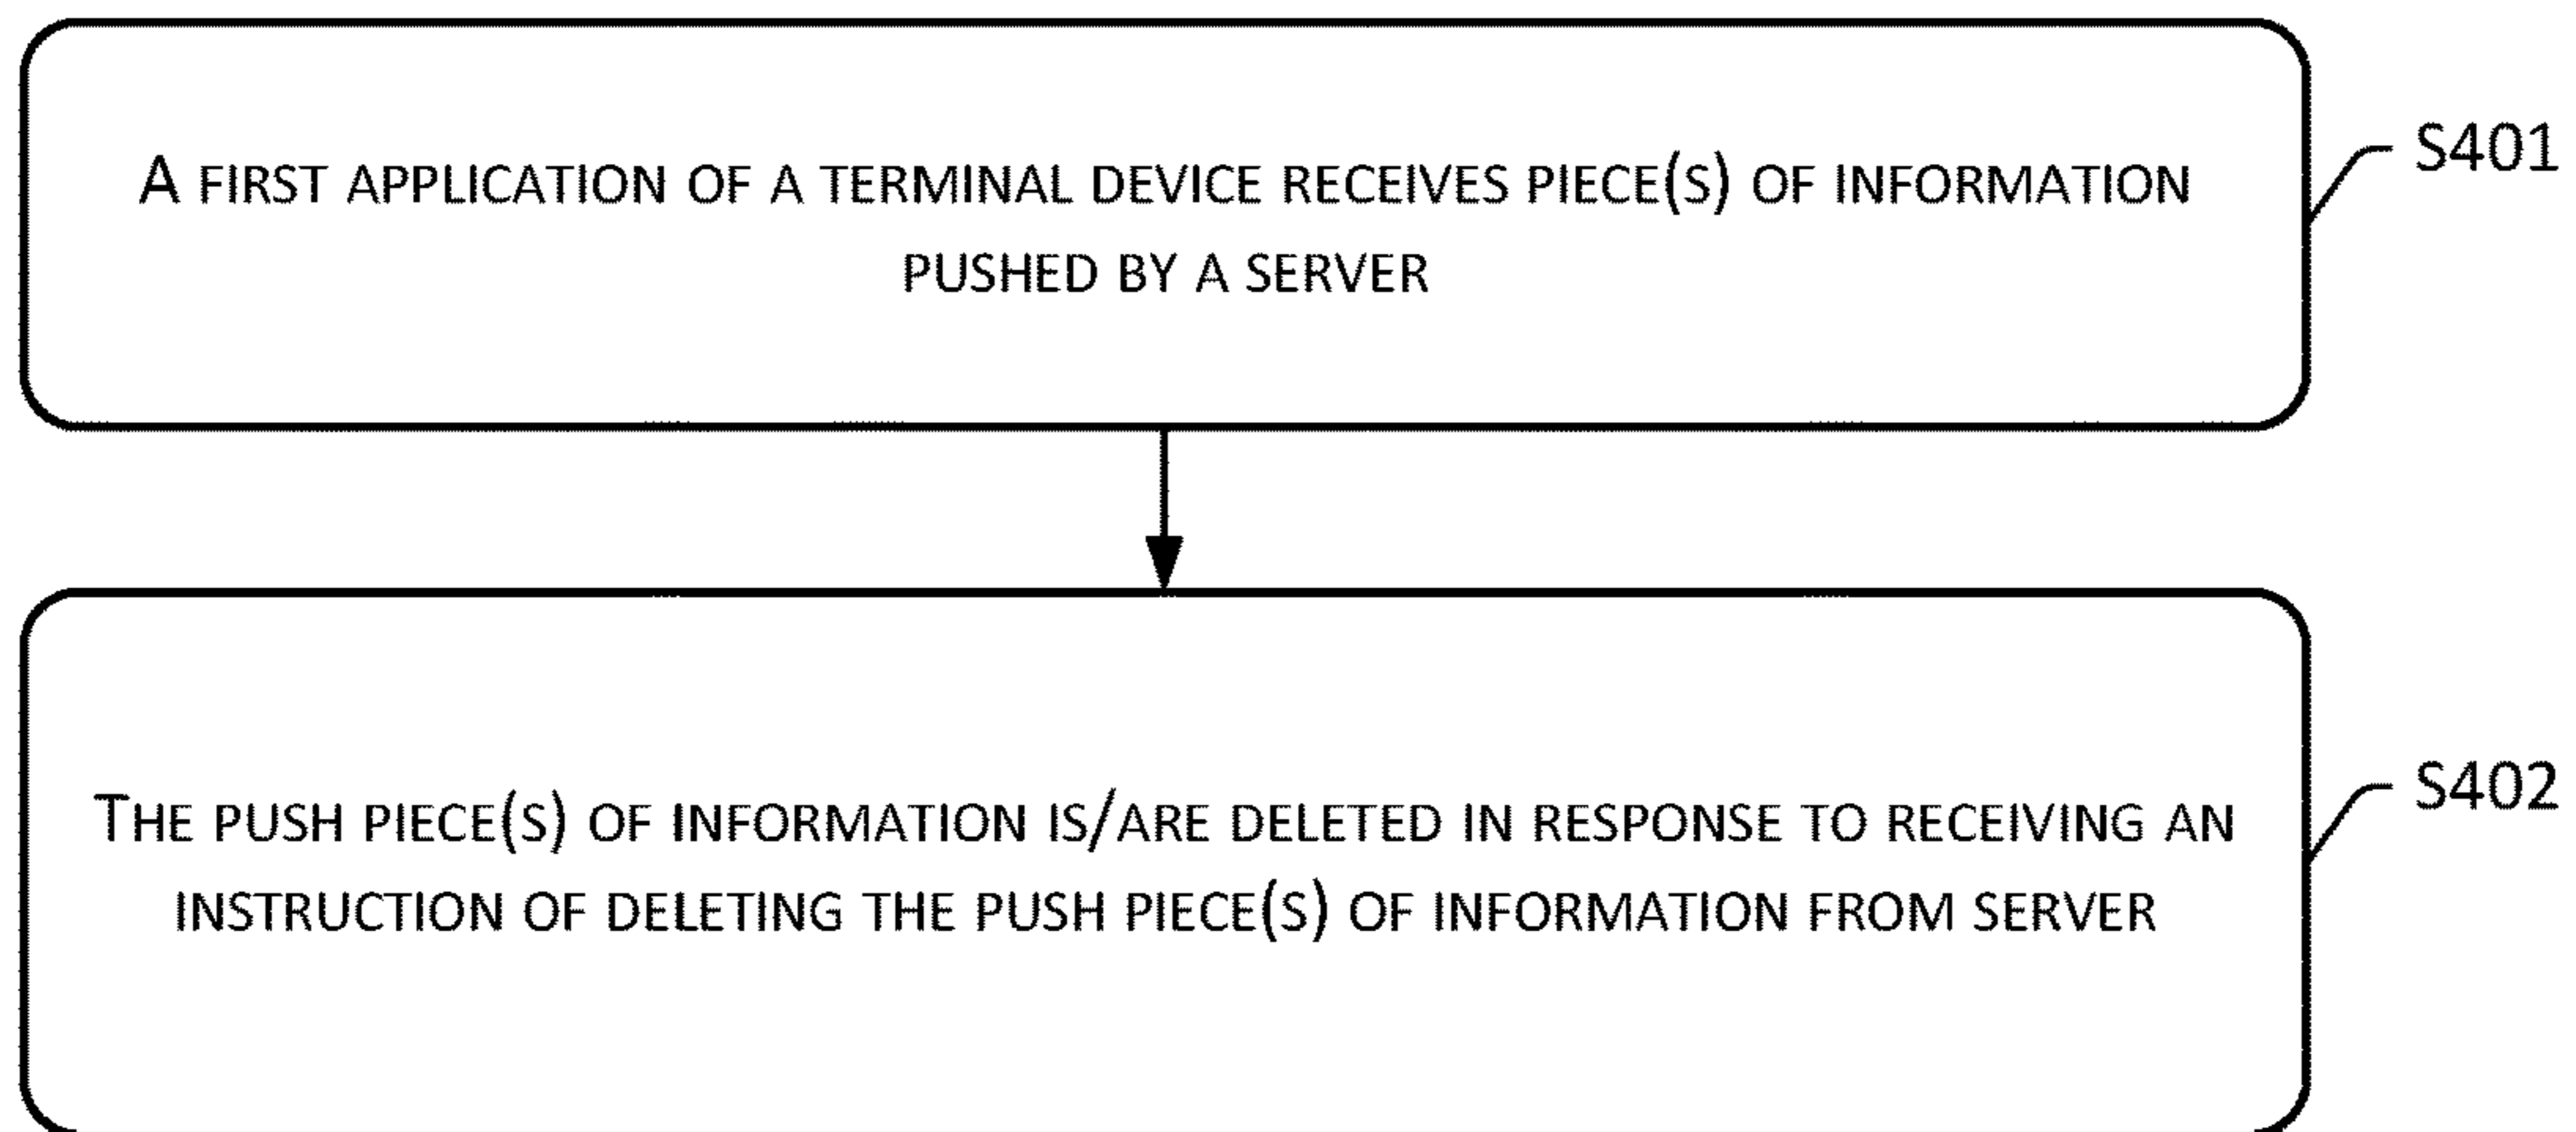 A FIRST APPLICATION OF A TERMINAL DEVICE RECEIVES PIECE(S) OF INFORMATION
PUSHED BY A SERVER
S401
THE PUSH PIECE(S) OF INFORMATION IS/ARE DELETED IN RESPONSE TO RECEIVING AN
INSTRUCTION OF DELETING THE PUSH PIECE(S) OF INFORMATION FROM SERVER
S402